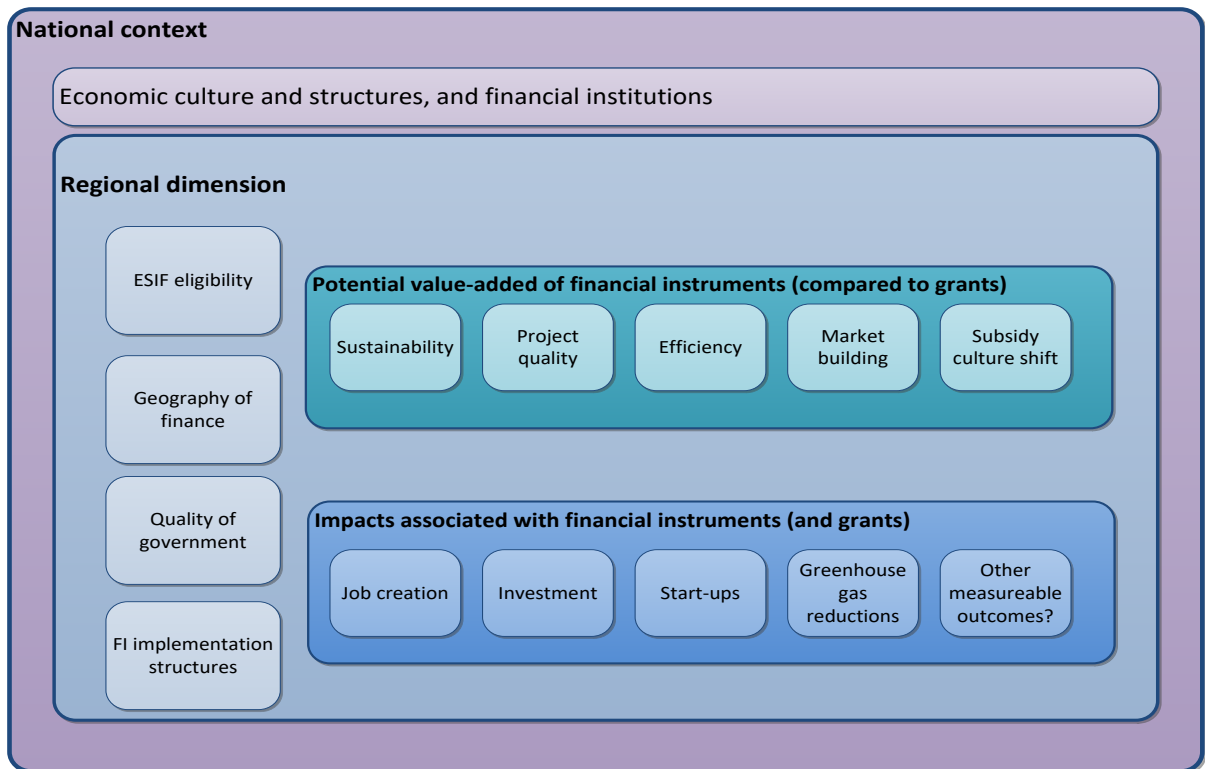 National context
Economic culture and structures, and financial institutions
Regional dimension
ESIF eligibility
Geography of
finance
Quality of
government
FI implementation
structures
Potential value-added of financial instruments (compared to grants)
Sustainability
Project
quality
Efficiency
Market
building
Subsidy
culture shift
Impacts associated with financial instruments (and grants)
Job creation
Investment
Start-ups
Greenhouse
gas
reductions
Other
measureable
outcomes?